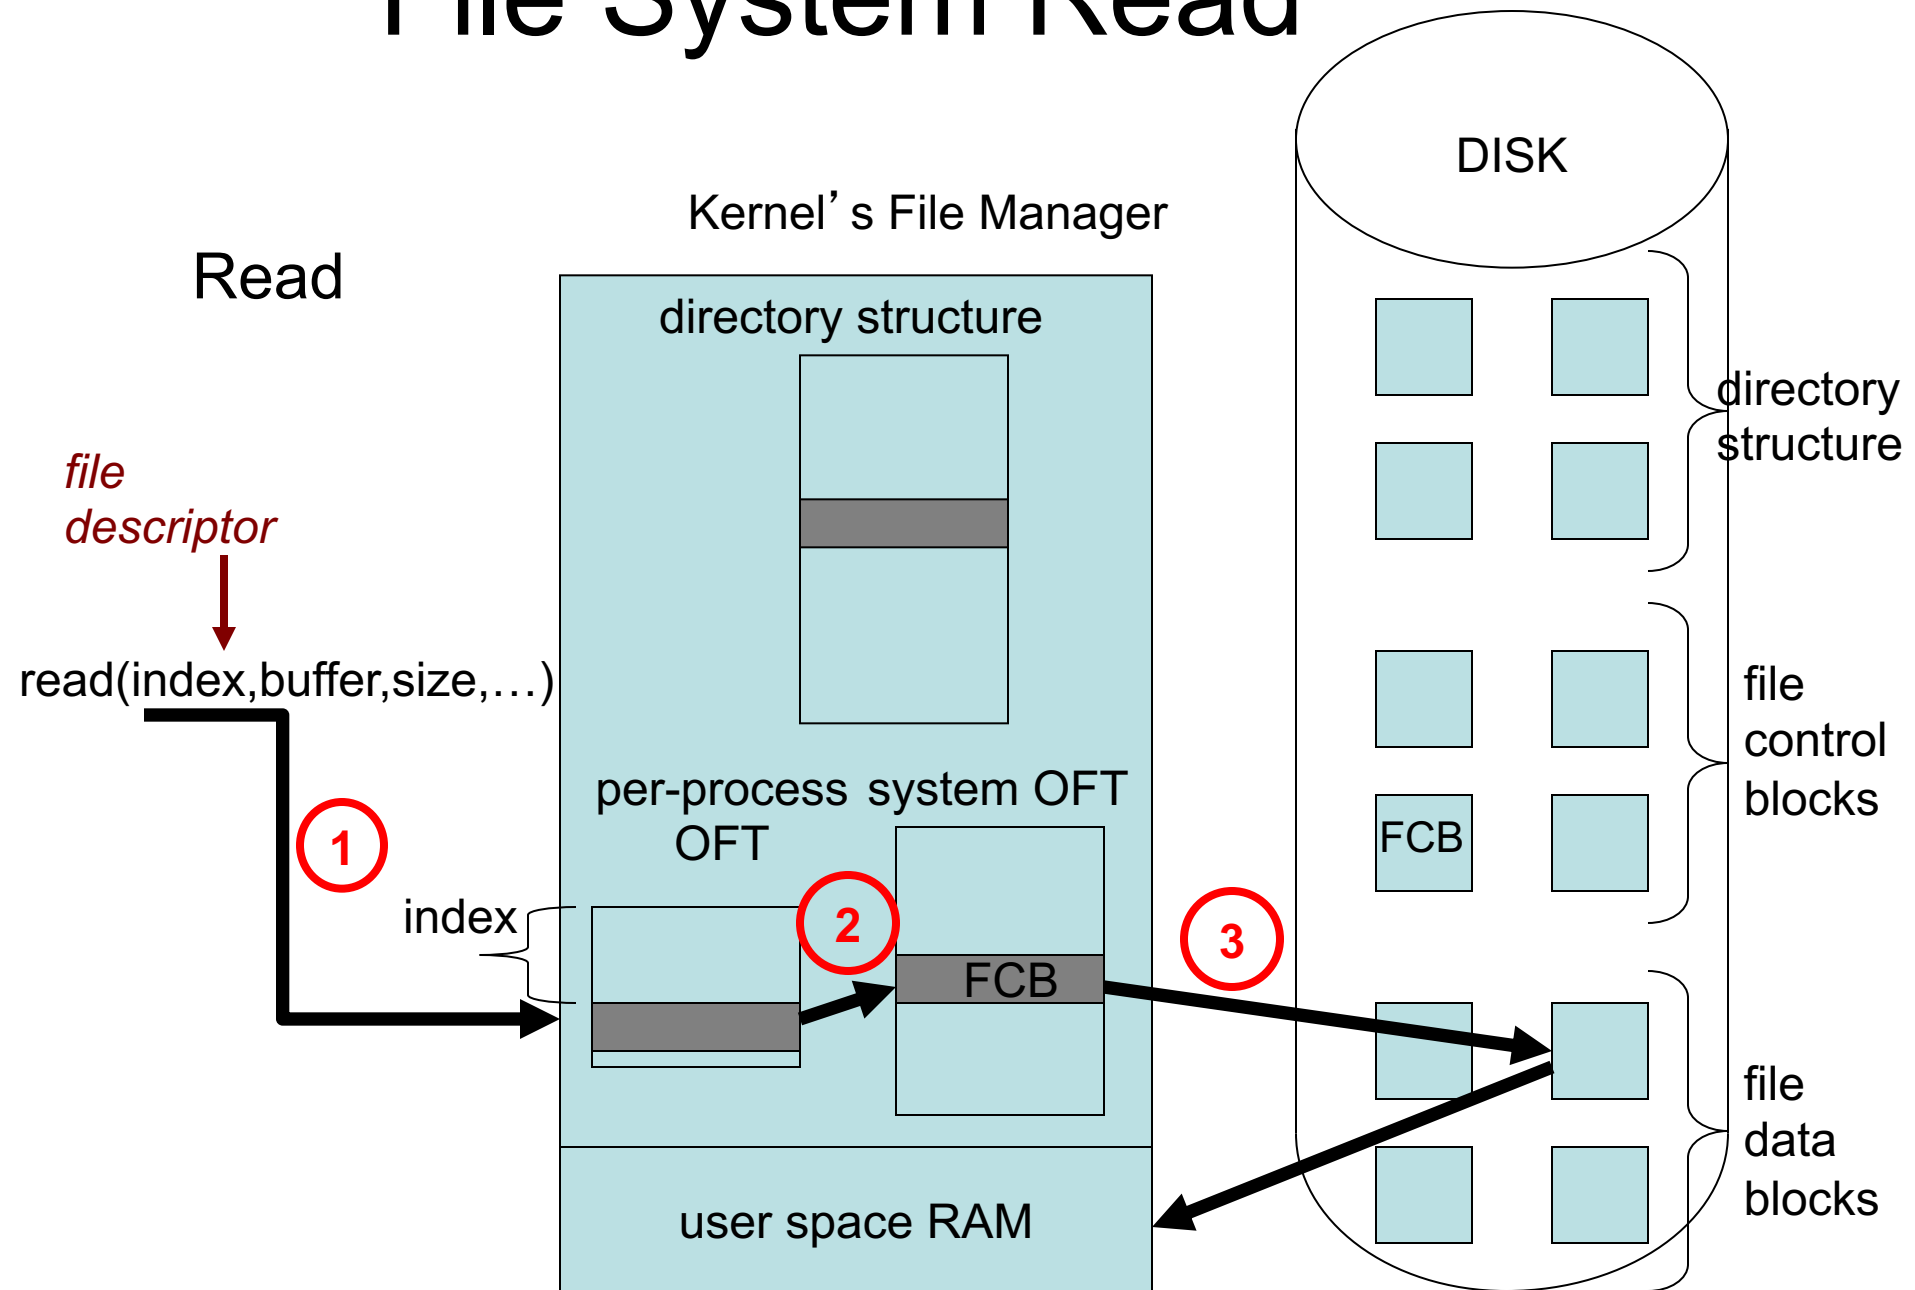 File System Read
DISK
Kernel’s File Manager
Read
directory structure
directory
structure
file
descriptor
read(index,buffer,size,…)
file
control
blocks
per-process
OFT
system OFT
FCB
1
index
2
3
FCB
file
data
blocks
user space RAM